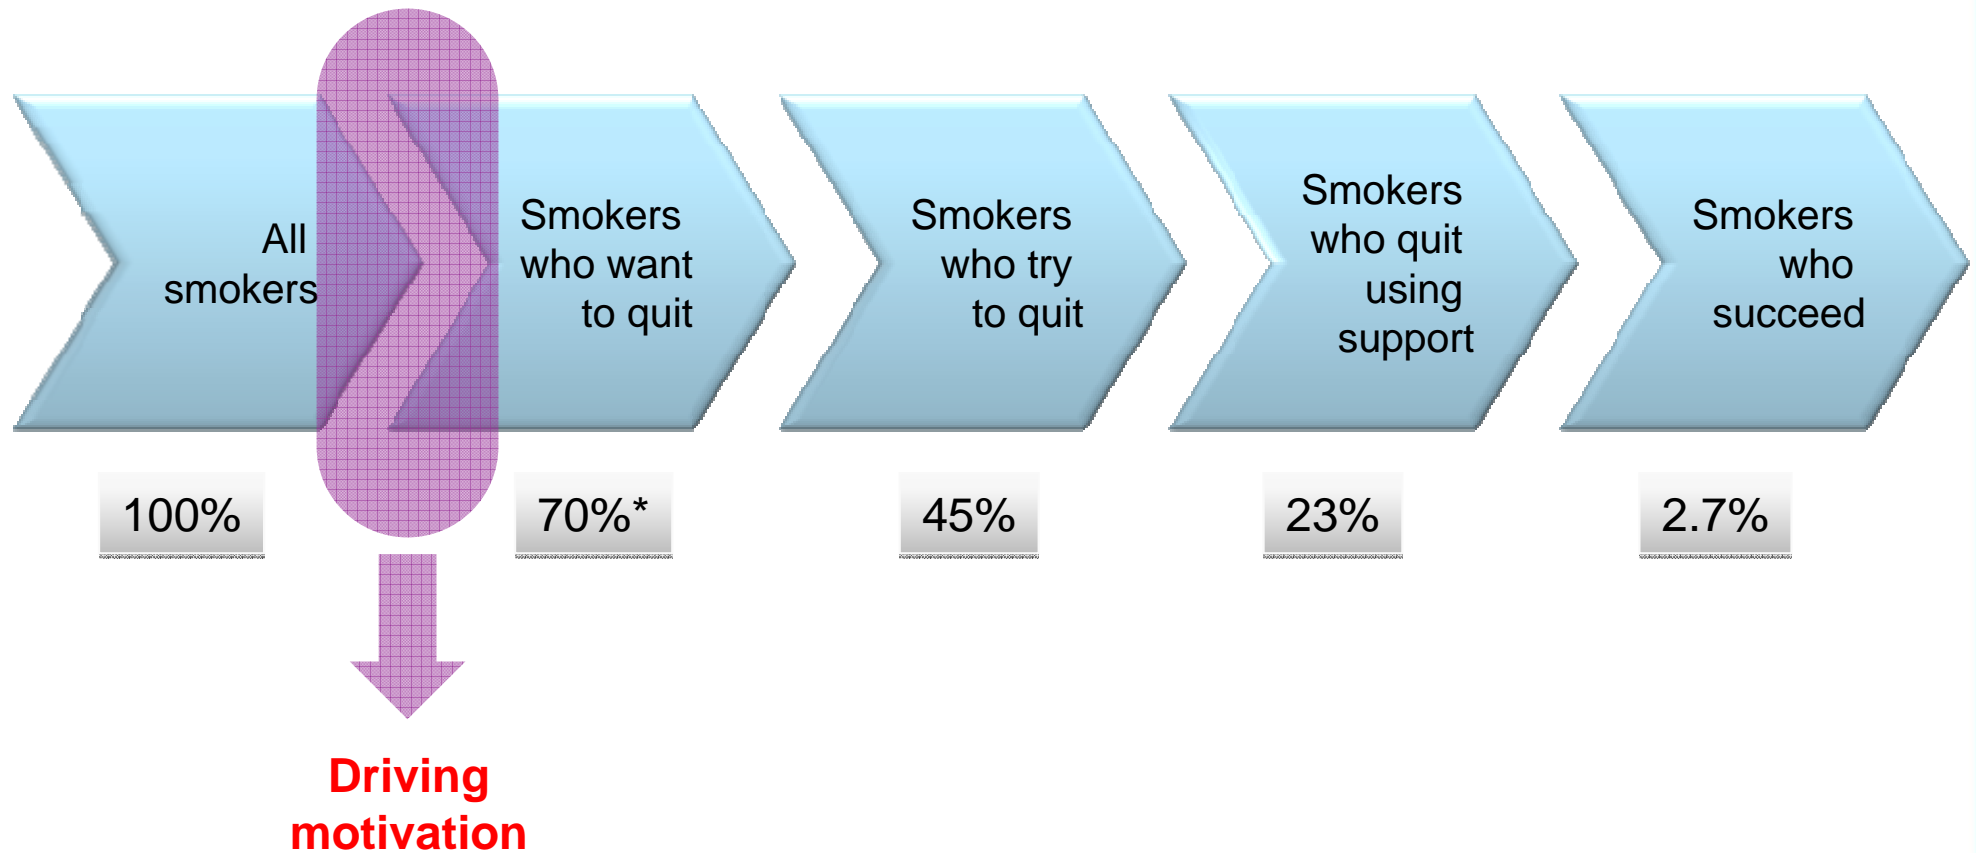 All
smokers
Smokers
who want
to quit
Smokers
who try
to quit
Smokers
who quit
using
support
Smokers
who
succeed
100%
70%*
45%
23%
2.7%
Driving
motivation